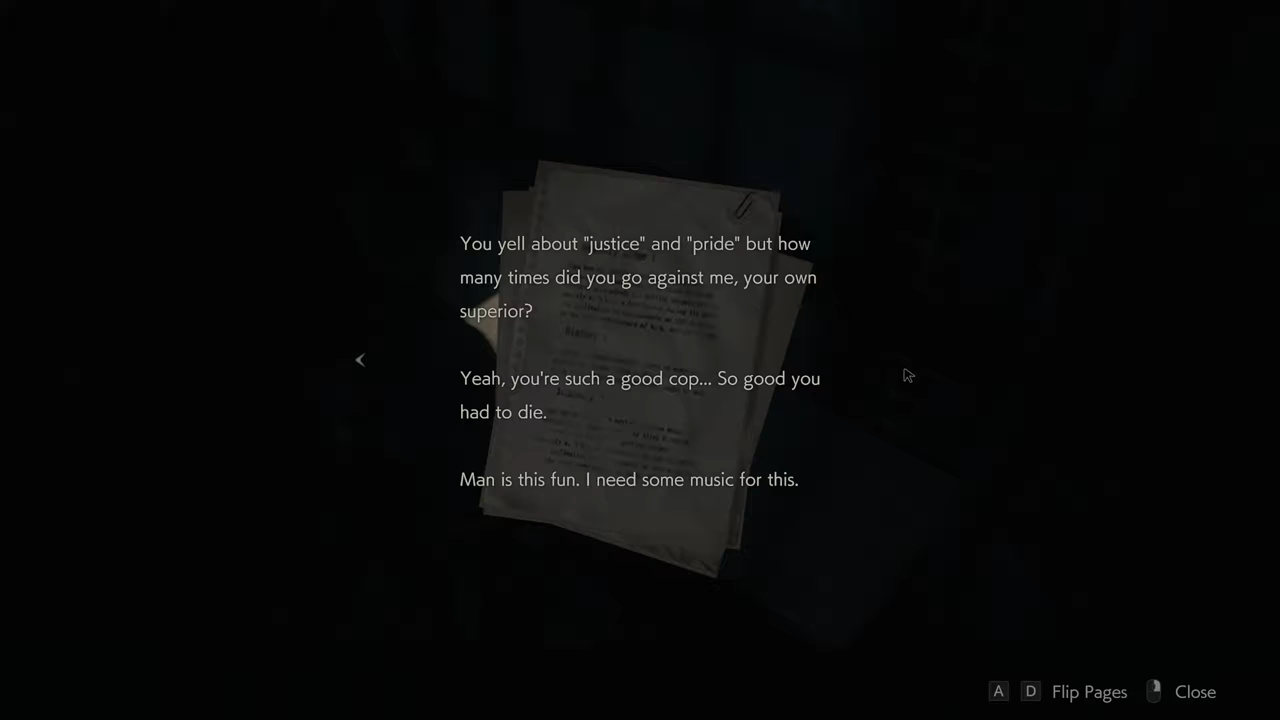 You yell about "justice" and "pride" but how
many times did you go against me, your own
superior?
Yeah, you're such a good cop... So good you
had to die.
Man is this fun. I need some music for this.
A D Flip Pages Close